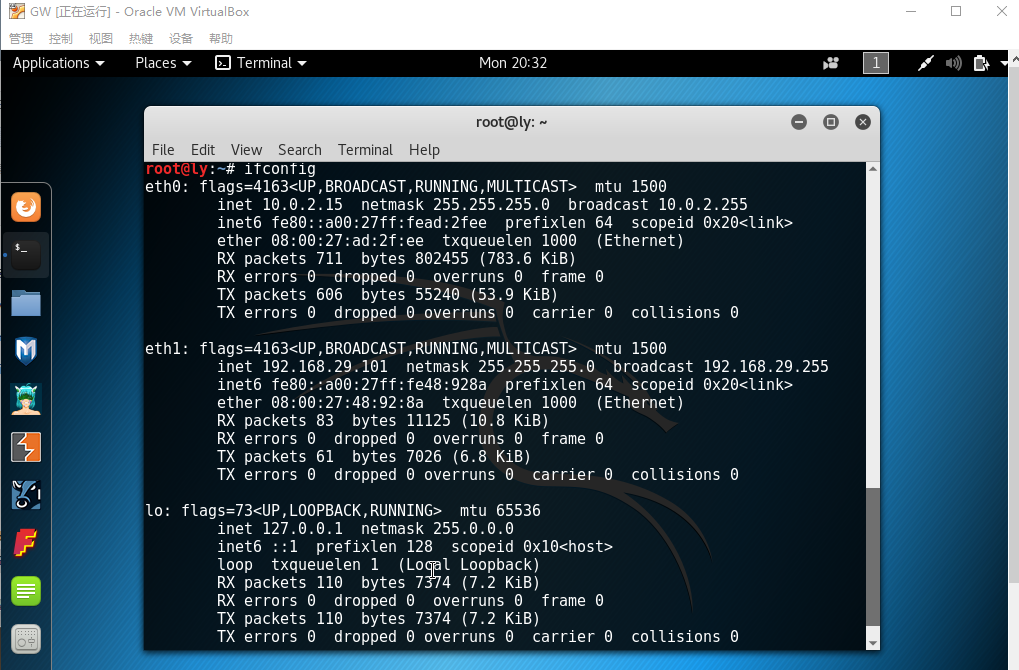 GW [正在运行] - Oracle VM VirtualBox
管理 控制 视图 热键 设备 帮助
Applications Places Terminal Mon 20:32 1
root@ly: ~
File Edit View Search Terminal Help
root@ly:~# ifconfig
eth0: flags=4163<UP,BROADCAST,RUNNING,MULTICAST>  mtu 1500
        inet 10.0.2.15  netmask 255.255.255.0  broadcast 10.0.2.255
        inet6 fe80::a00:27ff:fead:2fee  prefixlen 64  scopeid 0x20<link>
        ether 08:00:27:ad:2f:ee  txqueuelen 1000  (Ethernet)
        RX packets 711  bytes 802455 (783.6 KiB)
        RX errors 0  dropped 0  overruns 0  frame 0
        TX packets 606  bytes 55240 (53.9 KiB)
        TX errors 0  dropped 0 overruns 0  carrier 0  collisions 0
eth1: flags=4163<UP,BROADCAST,RUNNING,MULTICAST>  mtu 1500
        inet 192.168.29.101  netmask 255.255.255.0  broadcast 192.168.29.255
        inet6 fe80::a00:27ff:fe48:928a  prefixlen 64  scopeid 0x20<link>
        ether 08:00:27:48:92:8a  txqueuelen 1000  (Ethernet)
        RX packets 83  bytes 11125 (10.8 KiB)
        RX errors 0  dropped 0  overruns 0  frame 0
        TX packets 61  bytes 7026 (6.8 KiB)
        TX errors 0  dropped 0 overruns 0  carrier 0  collisions 0
lo: flags=73<UP,LOOPBACK,RUNNING>  mtu 65536
        inet 127.0.0.1  netmask 255.0.0.0
        inet6 ::1  prefixlen 128  scopeid 0x10<host>
        loop  txqueuelen 1  (Local Loopback)
        RX packets 110  bytes 7374 (7.2 KiB)
        RX errors 0  dropped 0  overruns 0  frame 0
        TX packets 110  bytes 7374 (7.2 KiB)
        TX errors 0  dropped 0 overruns 0  carrier 0  collisions 0